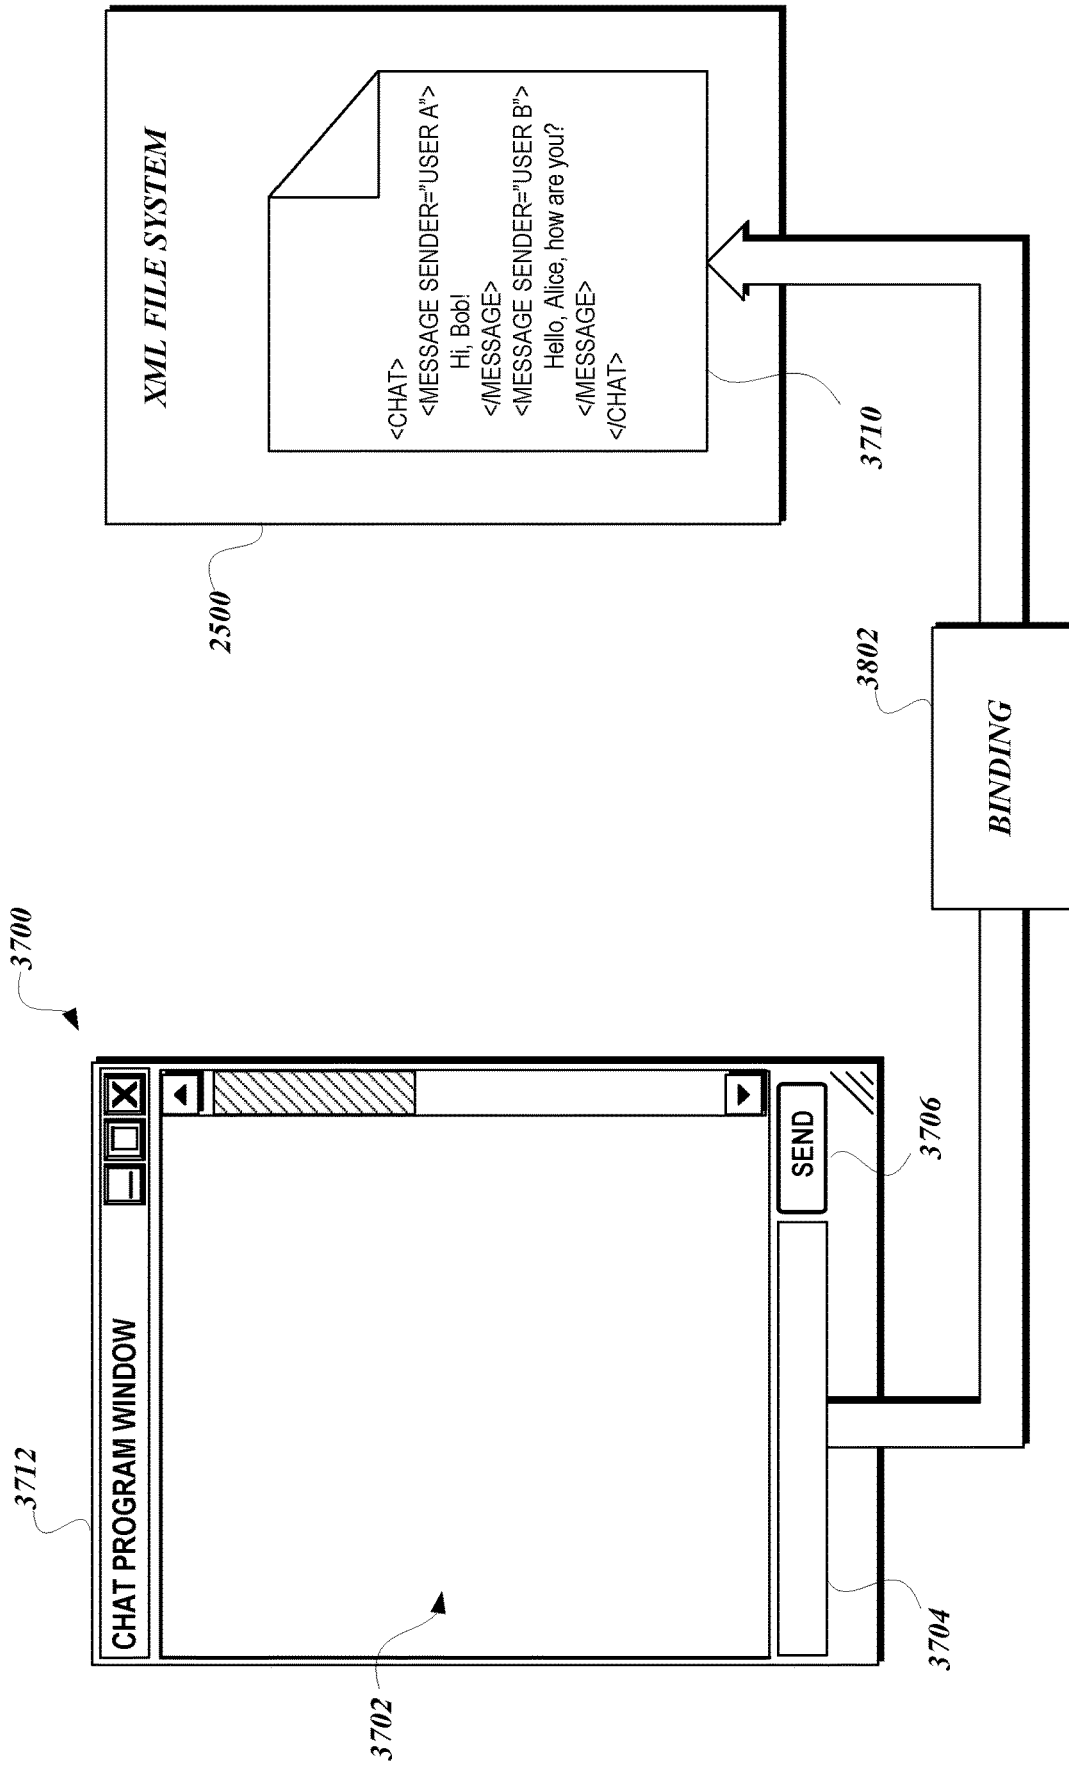 3700
3712
CHAT PROGRAM WINDOW
3702
SEND
3706
3704
XML FILE SYSTEM
<CHAT>
<MESSAGE SENDER="USER A">
Hi, Bob!
</MESSAGE>
<MESSAGE SENDER="USER B">
Hello, Alice, how are you?
</MESSAGE>
</CHAT>
2500
3710
3802
BINDING